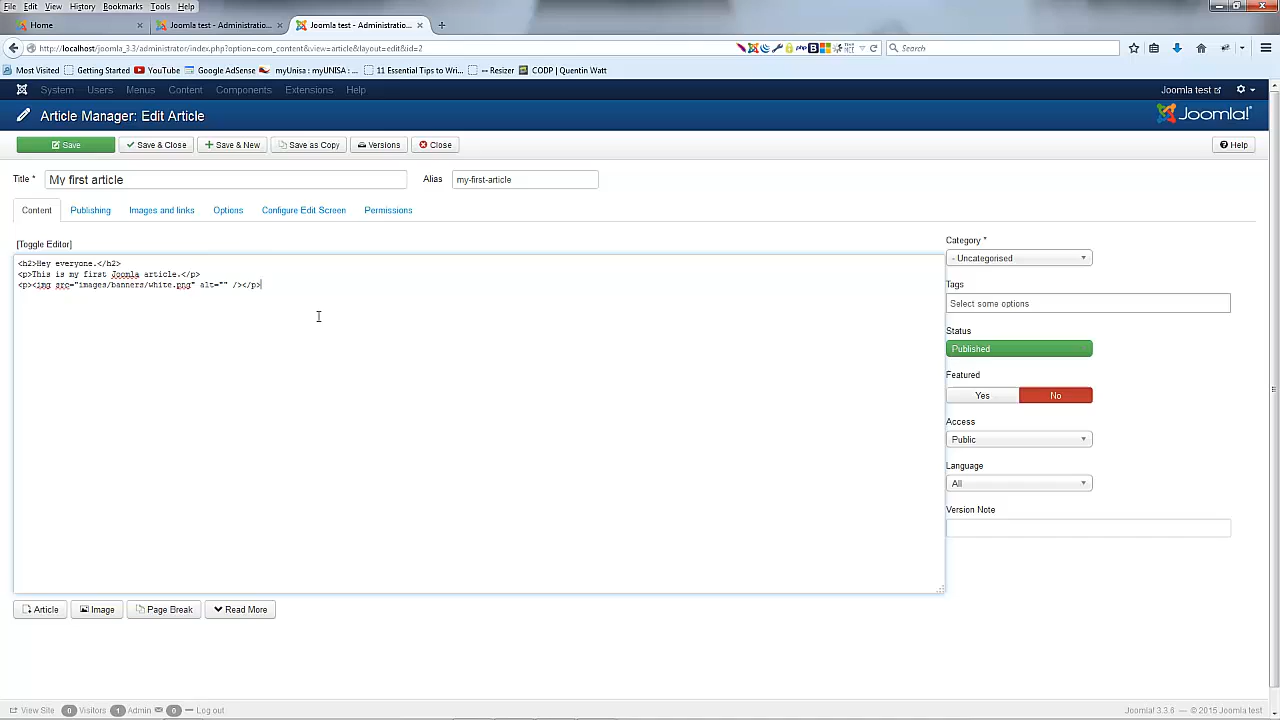 File Edit View History Bookmarks Tools Help
Home
Joomla test - Administratio...
Joomla test - Administratio...
http://localhost/joomla_3.3/administrator/index.php?option=com_content&view=article&layout=edit&id=2
Search
Most Visited Getting Started YouTube Google AdSense myUnisa : myUNISA : ... 11 Essential Tips to Wri... -- Resizer CODP | Quentin Watt
System Users Menus Content Components Extensions Help
Joomla test
Article Manager: Edit Article
Joomla!
Save Save & Close Save & New Save as Copy Versions Close Help
Title * My first article Alias my-first-article
Content Publishing Images and links Options Configure Edit Screen Permissions
[Toggle Editor]
<h2>Hey everyone.</h2>
<p>This is my first Joomla article.</p>
<p><img src="images/banners/white.png" alt="" /></p>
Category *
- Uncategorised
Tags
Select some options
Status
Published
Featured
Yes No
Access
Public
Language
All
Version Note
Article Image Page Break Read More
View Site 0 Visitors 1 Admin 0 Log out
Joomla! 3.3.6 — © 2015 Joomla test